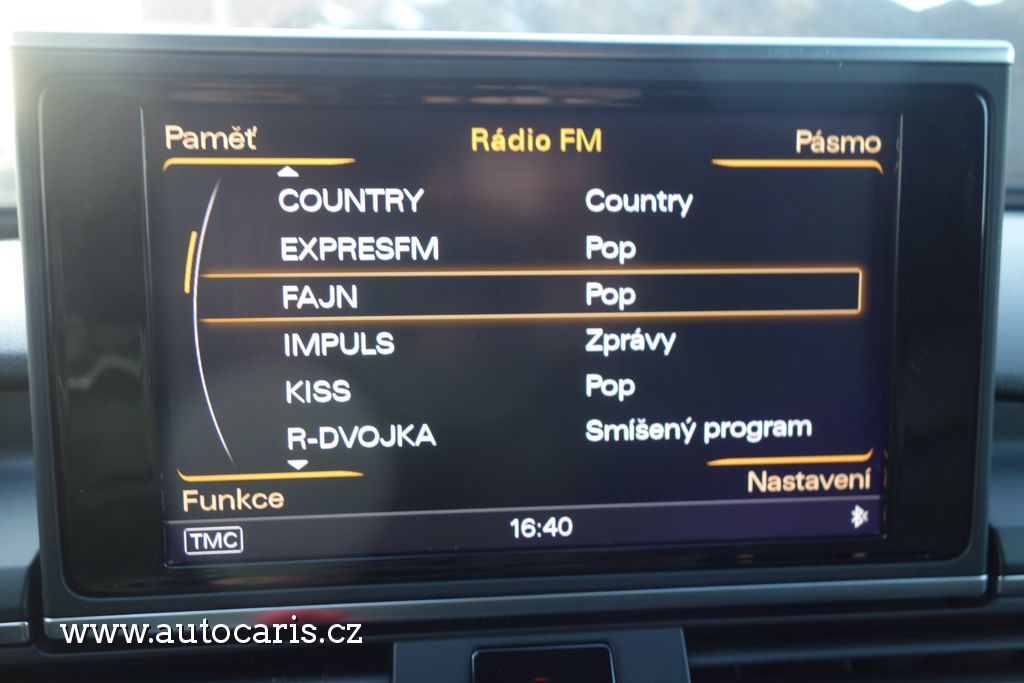 Paměť Rádio FM Pásmo
COUNTRY Country
EXPRESFM Pop
FAJN Pop
IMPULS Zprávy
KISS Pop
R-DVOJKA Smíšený program
Funkce Nastavení
TMC 16:40
www.autocaris.cz